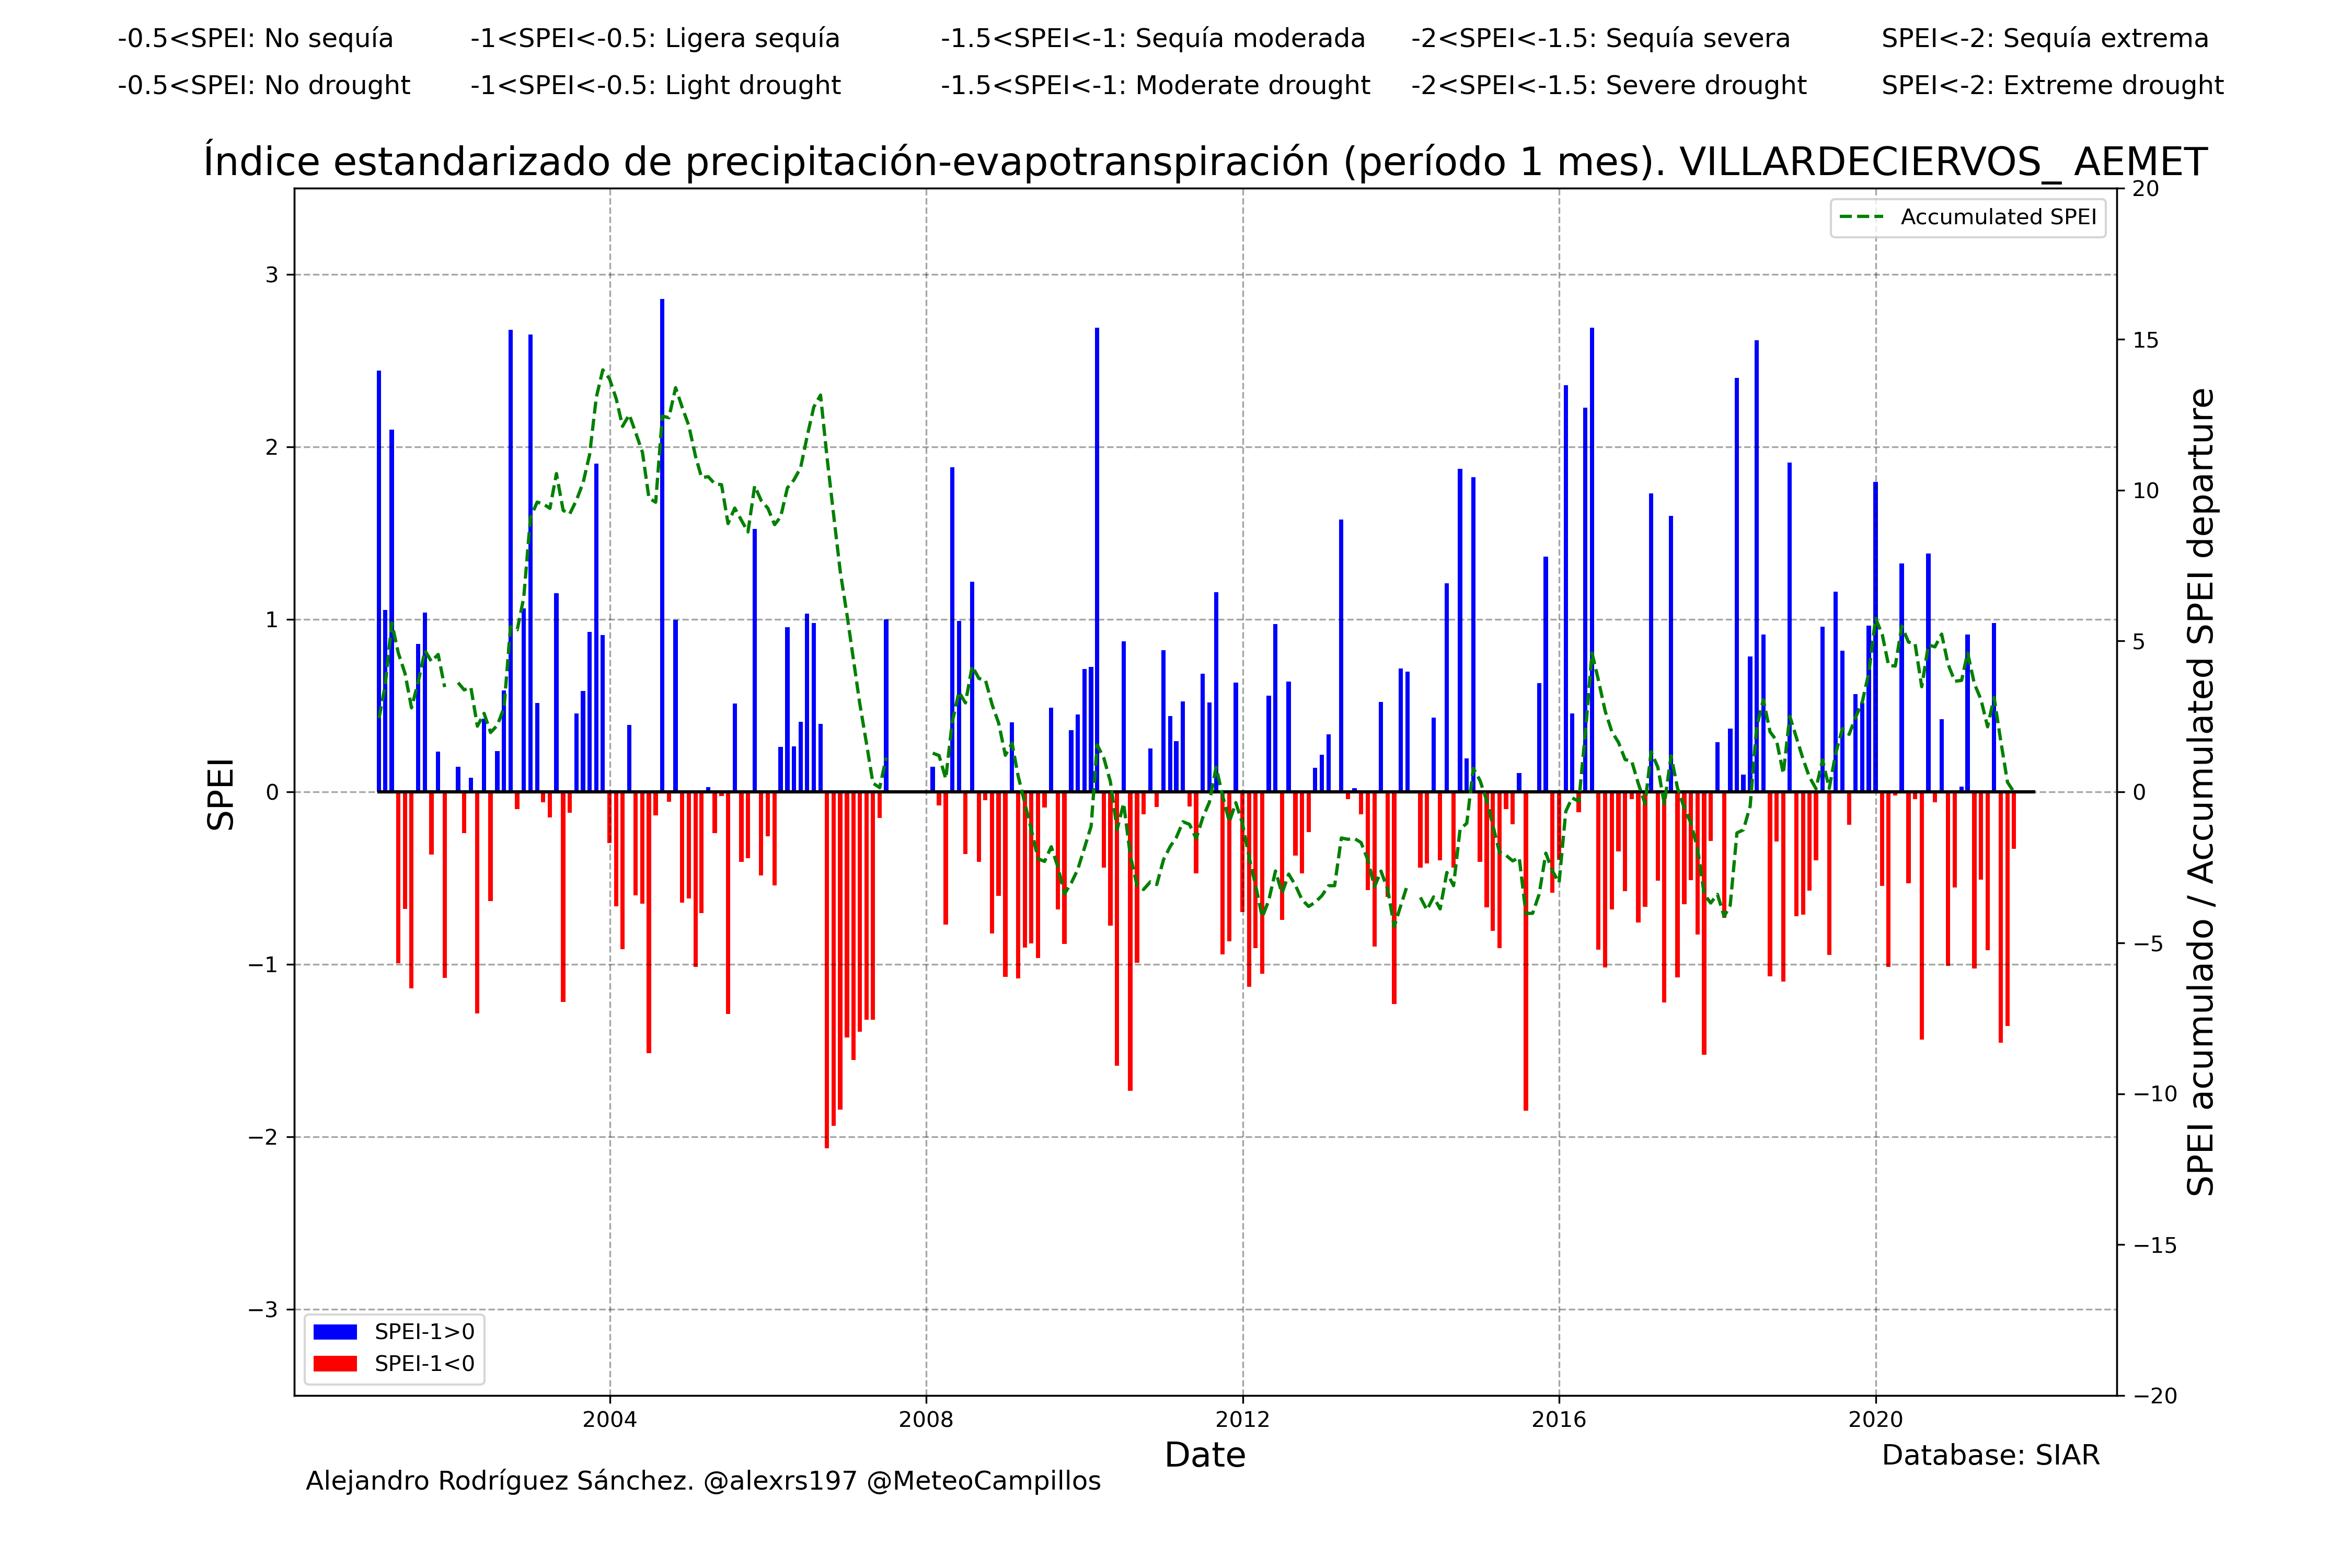 -0.5<SPEI: No sequía -1<SPEI<-0.5: Ligera sequía -1.5<SPEI<-1: Sequía moderada -2<SPEI<-1.5: Sequía severa SPEI<-2: Sequía extrema
-0.5<SPEI: No drought -1<SPEI<-0.5: Light drought -1.5<SPEI<-1: Moderate drought -2<SPEI<-1.5: Severe drought SPEI<-2: Extreme drought
Índice estandarizado de precipitación-evapotranspiración (período 1 mes). VILLARDECIERVOS_ AEMET
Accumulated SPEI
SPEI
3
2
1
0
−1
−2
−3
20
15
10
5
0
−5
−10
−15
−20
SPEI acumulado / Accumulated SPEI departure
SPEI-1>0
SPEI-1<0
2004 2008 2012 2016 2020
Date
Database: SIAR
Alejandro Rodríguez Sánchez. @alexrs197 @MeteoCampillos